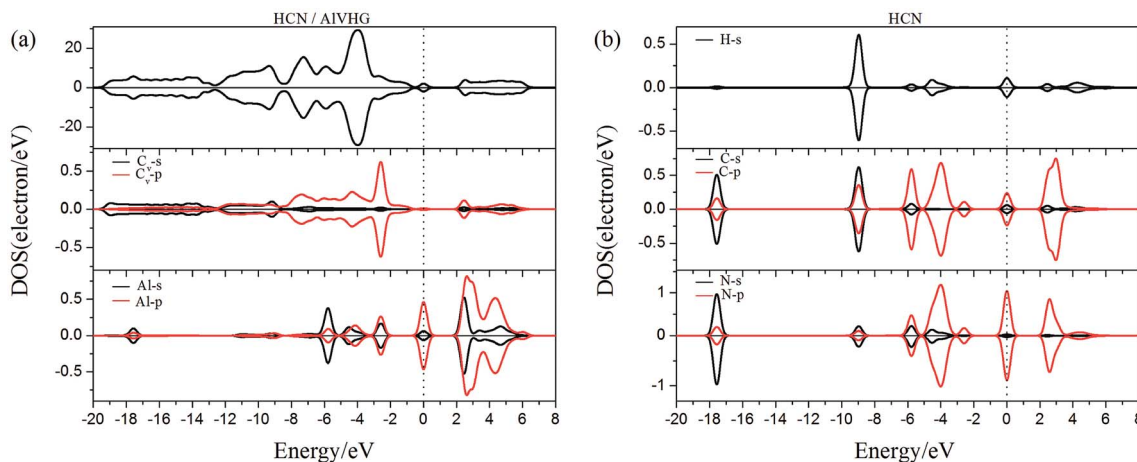 HCN / AlVHG
(a)
20
0
-20
Cv-s
Cv-p
0.5
0.0
-0.5
Al-s
Al-p
0.5
0.0
-0.5
-20 -18 -16 -14 -12 -10 -8 -6 -4 -2 0 2 4 6 8
Energy/eV
DOS(electron/eV)
HCN
(b)
H-s
0.5
0.0
-0.5
C-s
C-p
0.5
0.0
-0.5
N-s
N-p
1
0
-1
-20 -18 -16 -14 -12 -10 -8 -6 -4 -2 0 2 4 6 8
Energy/eV
DOS(electron/eV)